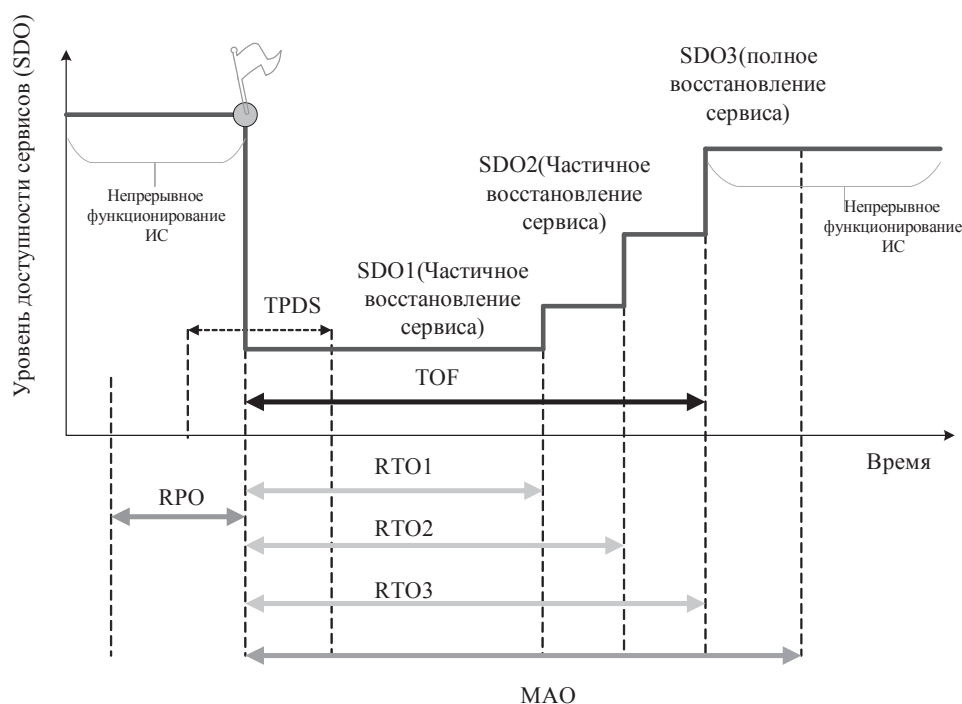 Уровень доступности сервисов (SDO)
SDO3(полное
восстановление
сервиса)
SDO2(Частичное
восстановление
сервиса)
Непрерывное
функционирование
ИС
Непрерывное
функционирование
ИС
SDO1(Частичное
восстановление
сервиса)
TPDS
TOF
Время
RTO1
RPO
RTO2
RTO3
MAO